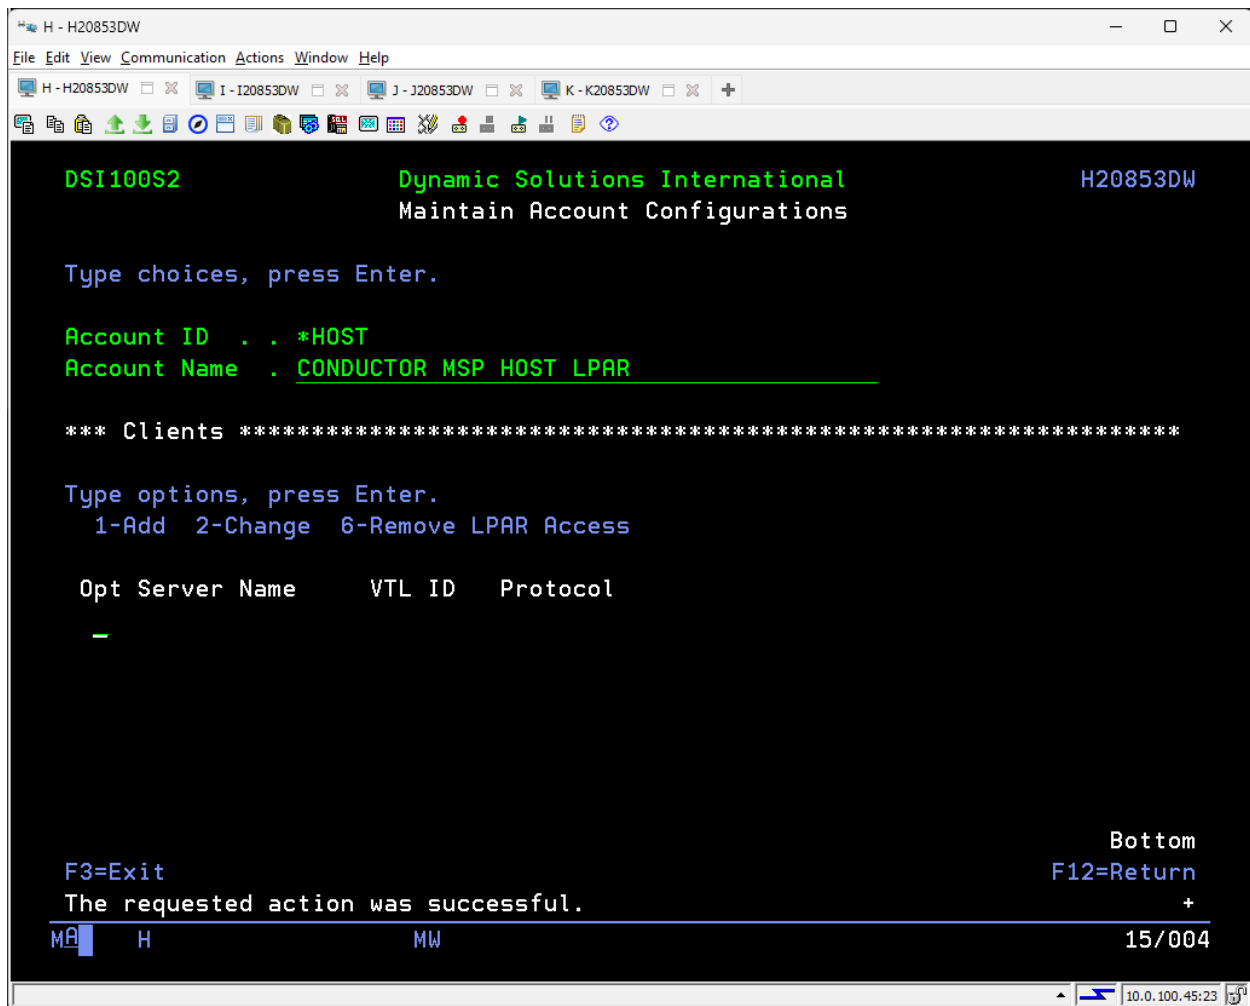 H - H20853DW
File Edit View Communication Actions Window Help
H - H20853DW I - I20853DW J - J20853DW K - K20853DW
DSI100S2 Dynamic Solutions International H20853DW
Maintain Account Configurations
Type choices, press Enter.
Account ID . . *HOST
Account Name . CONDUCTOR MSP HOST LPAR
*** Clients *****************************************************************
Type options, press Enter.
1-Add 2-Change 6-Remove LPAR Access
Opt Server Name VTL ID Protocol
Bottom
F3=Exit F12=Return
The requested action was successful. +
MA H MW 15/004
10.0.100.45:23